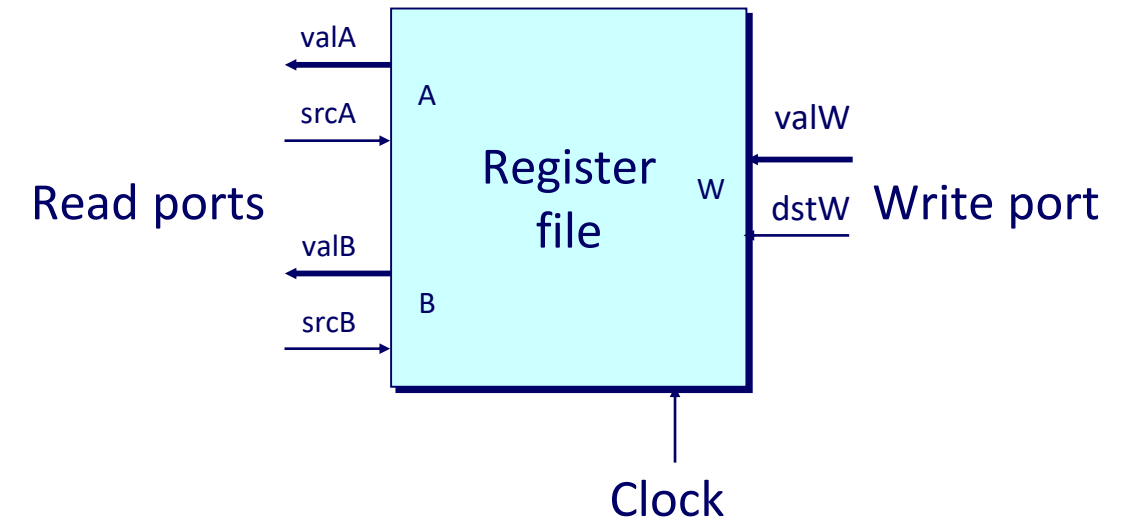 valA
A
srcA
Read ports
valB
B
srcB
Register
file
W
valW
dstW
Write port
Clock